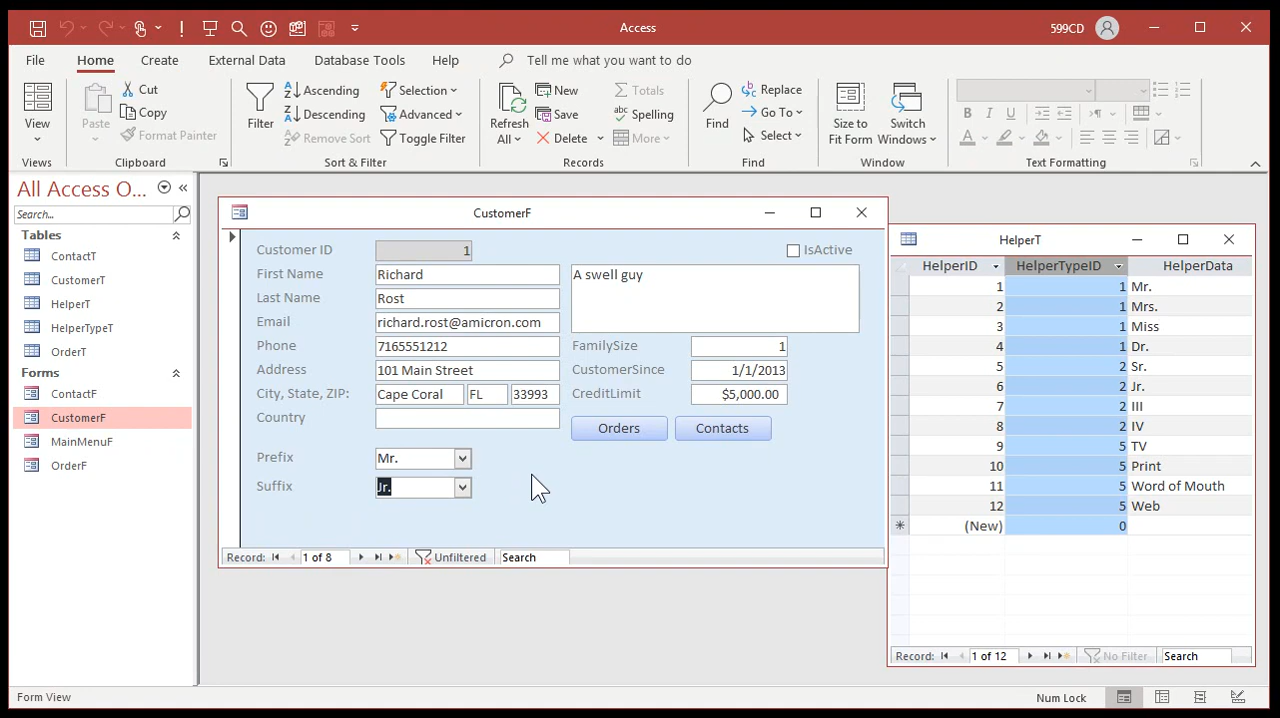 Access
599CD
File Home Create External Data Database Tools Help Tell me what you want to do
View
Views
Paste
Cut
Copy
Format Painter
Clipboard
Filter
Ascending
Descending
Remove Sort
Selection
Advanced
Toggle Filter
Sort & Filter
Refresh
All
New
Save
Delete
Totals
Spelling
More
Records
Find
Replace
Go To
Select
Find
Size to
Fit Form
Switch
Windows
Window
B I U
A
Text Formatting
All Access O...
Search...
Tables
ContactT
CustomerT
HelperT
HelperTypeT
OrderT
Forms
ContactF
CustomerF
MainMenuF
OrderF
CustomerF
Customer ID 1
First Name Richard
Last Name Rost
Email richard.rost@amicron.com
Phone 7165551212
Address 101 Main Street
City, State, ZIP: Cape Coral FL 33993
Country
Prefix Mr.
Suffix Jr.
IsActive
A swell guy
FamilySize 1
CustomerSince 1/1/2013
CreditLimit $5,000.00
Orders Contacts
Record: 1 of 8 Unfiltered Search
HelperT
HelperID HelperTypeID HelperData
1 1 Mr.
2 1 Mrs.
3 1 Miss
4 1 Dr.
5 2 Sr.
6 2 Jr.
7 2 III
8 2 IV
9 5 TV
10 5 Print
11 5 Word of Mouth
12 5 Web
* (New) 0
Record: 1 of 12 No Filter Search
Form View
Num Lock